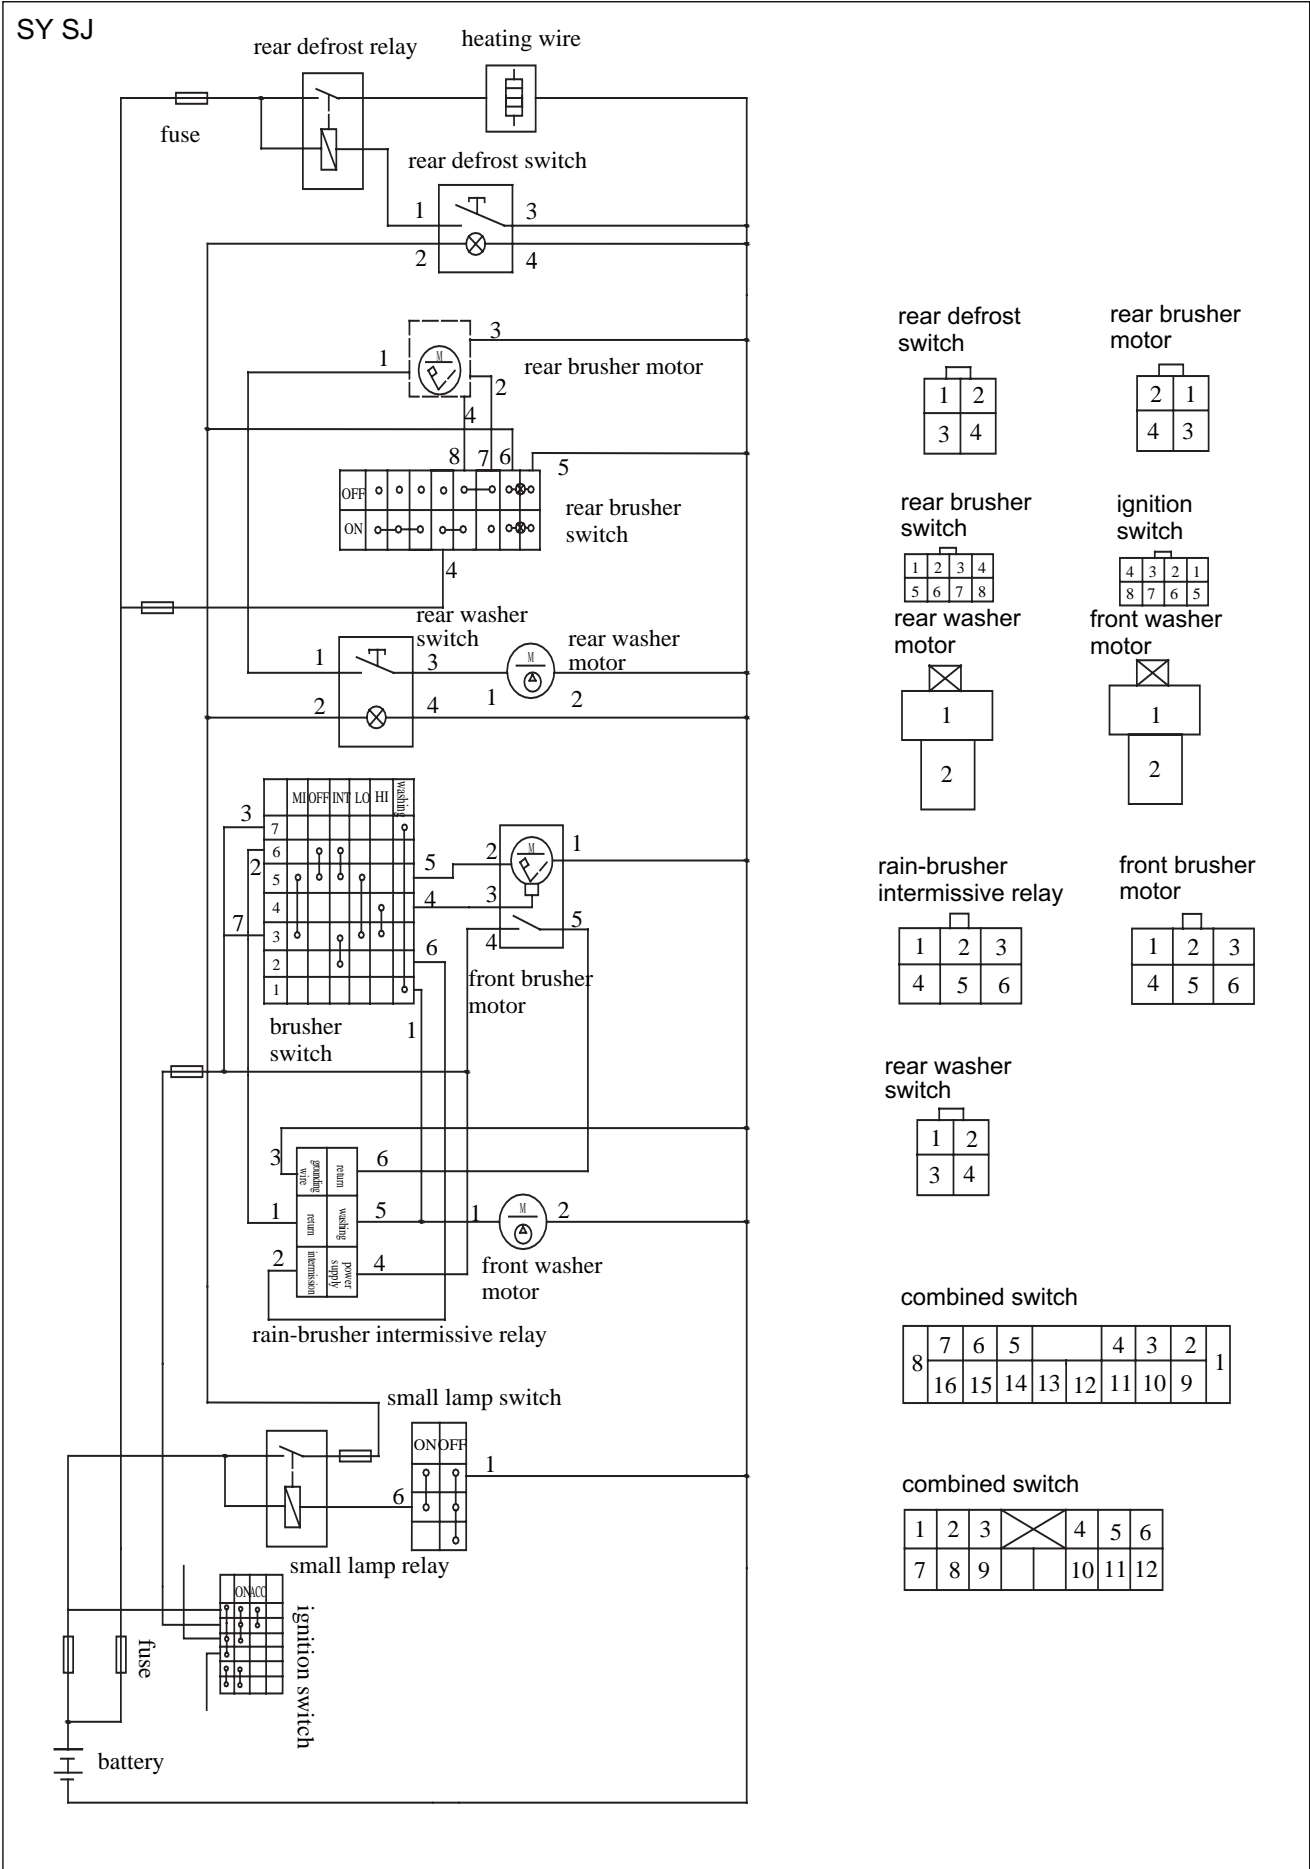 SY SJ
rear defrost relay
heating wire
fuse
rear defrost switch
1
3
2
4
3
1
rear brusher motor
2
4
8
7
6
5
OFF
ON
rear brusher
switch
4
rear washer
switch
rear washer
motor
1
3
1
2
2
4
MI
OFF
INT
LO
HI
washing
3
7
6
2
5
5
4
4
7
3
6
2
1
1
2
1
3
5
4
front brusher
motor
brusher
switch
3
grounding
wire
return
6
1
return
washing
5
1
2
2
intermission
power
supply
4
front washer
motor
rain-brusher intermissive relay
small lamp switch
ON
OFF
1
6
small lamp relay
ON
ACC
ignition switch
fuse
battery
rear defrost
switch
1 2
3 4
rear brusher
motor
2 1
4 3
rear brusher
switch
1 2 3 4
5 6 7 8
ignition
switch
4 3 2 1
8 7 6 5
rear washer
motor
1
2
front washer
motor
1
2
rain-brusher
intermissive relay
1 2 3
4 5 6
front brusher
motor
1 2 3
4 5 6
rear washer
switch
1 2
3 4
combined switch
8 7 6 5 4 3 2 1
16 15 14 13 12 11 10 9
combined switch
1 2 3 4 5 6
7 8 9 10 11 12